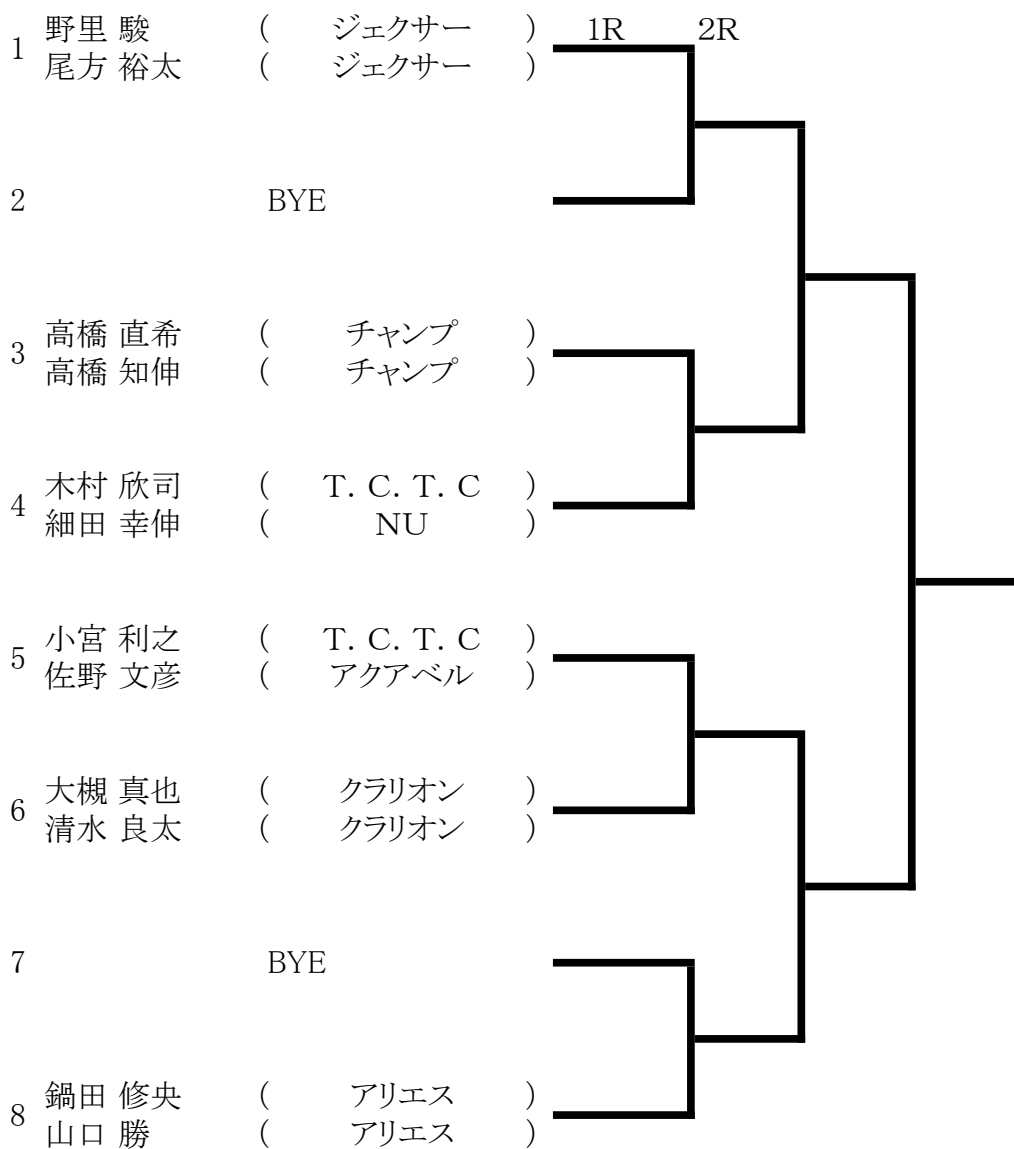 1R 2R
1 野里 駿 ( ジェクサー )
尾方 裕太 ( ジェクサー )
2 BYE
3 高橋 直希 ( チャンプ )
高橋 知伸 ( チャンプ )
4 木村 欣司 ( T. C. T. C )
細田 幸伸 ( NU )
5 小宮 利之 ( T. C. T. C )
佐野 文彦 ( アクアベル )
6 大槻 真也 ( クラリオン )
清水 良太 ( クラリオン )
7 BYE
8 鍋田 修央 ( アリエス )
山口 勝 ( アリエス )